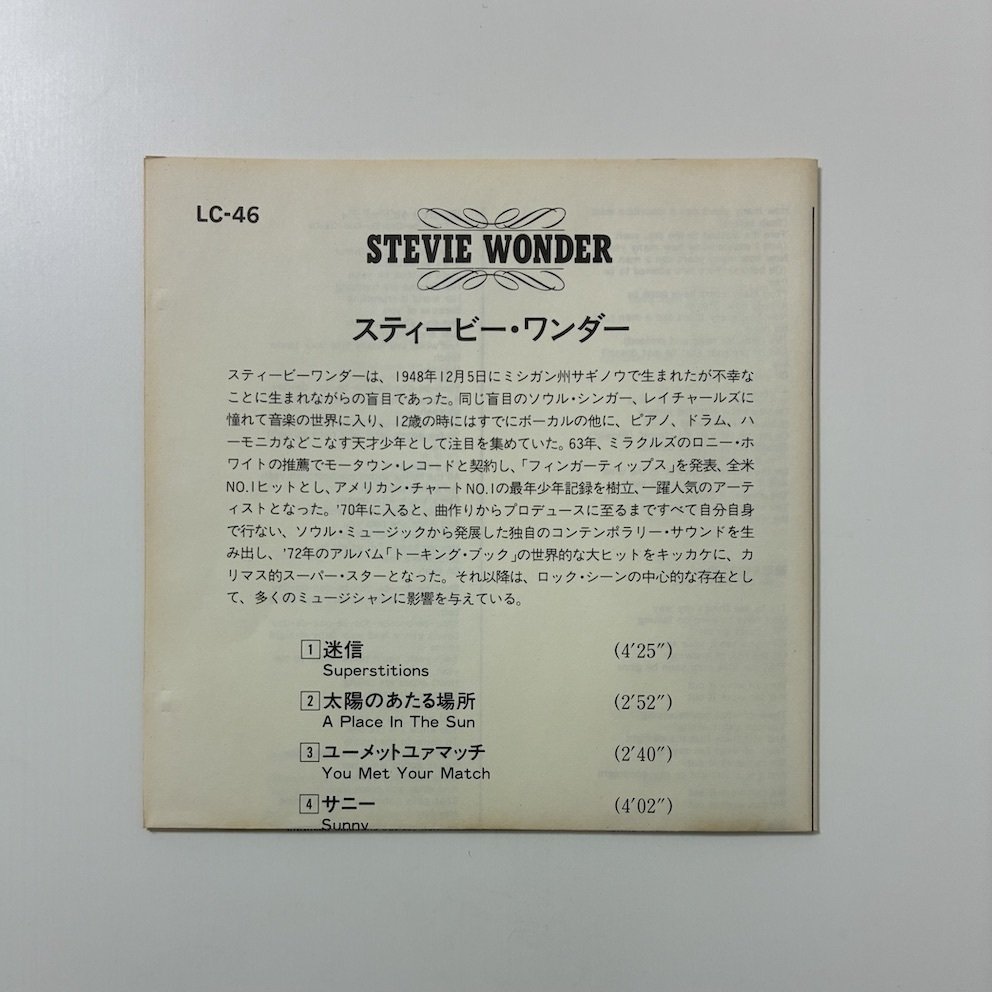 LC-46
STEVIE WONDER
スティービー・ワンダー
スティービーワンダーは、1948年12月5日にミシガン州サギノウで生まれたが不幸な
ことに生まれながらの盲目であった。同じ盲目のソウル・シンガー、レイチャールズに
憧れて音楽の世界に入り、12歳の時にはすでにボーカルの他に、ピアノ、ドラム、ハ
ーモニカなどこなす天才少年として注目を集めていた。63年、ミラクルズのロニー・ホ
ワイトの推薦でモータウン・レコードと契約し、「フィンガーティップス」を発表、全米
NO.1ヒットとし、アメリカン・チャートNO.1の最年少年記録を樹立、一躍人気のアーテ
ィストとなった。'70年に入ると、曲作りからプロデュースに至るまですべて自分自身
で行ない、ソウル・ミュージックから発展した独自のコンテンポラリー・サウンドを生
み出し、'72年のアルバム「トーキング・ブック」の世界的な大ヒットをキッカケに、カ
リマス的スーパー・スターとなった。それ以降は、ロック・シーンの中心的な存在とし
て、多くのミュージシャンに影響を与えている。
1 迷信 (4'25")
Superstitions
2 太陽のあたる場所 (2'52")
A Place In The Sun
3 ユーメットユァマッチ (2'40")
You Met Your Match
4 サニー (4'02")
Sunny